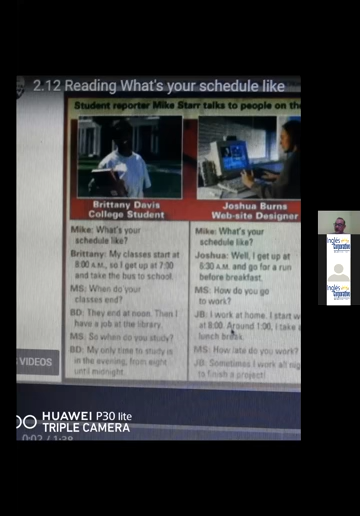 2.12 Reading What's your schedule like
Student reporter Mike Starr talks to people on the
Brittany Davis
College Student
Mike: What's your
schedule like?
Brittany: My classes start at
8:00 A.M., so I get up at 7:00
and take the bus to school.
MS: When do your
classes end?
BD: They end at noon. Then I
have a job at the library.
MS: So when do you study?
BD: My only time to study is
in the evening, from eight
until midnight.
Joshua Burns
Web-site Designer
Mike: What's your
schedule like?
Joshua: Well, I get up at
6:30 A.M. and go for a run
before breakfast.
MS: How do you go
to work?
JB: I work at home. I start w
at 8:00. Around 1:00, I take a
lunch break.
MS: How late do you work?
JB: Sometimes I work all nig
to finish a project!
VIDEOS
HUAWEI P30 lite
TRIPLE CAMERA
0:02 / 1:38
Inglés
Inglés